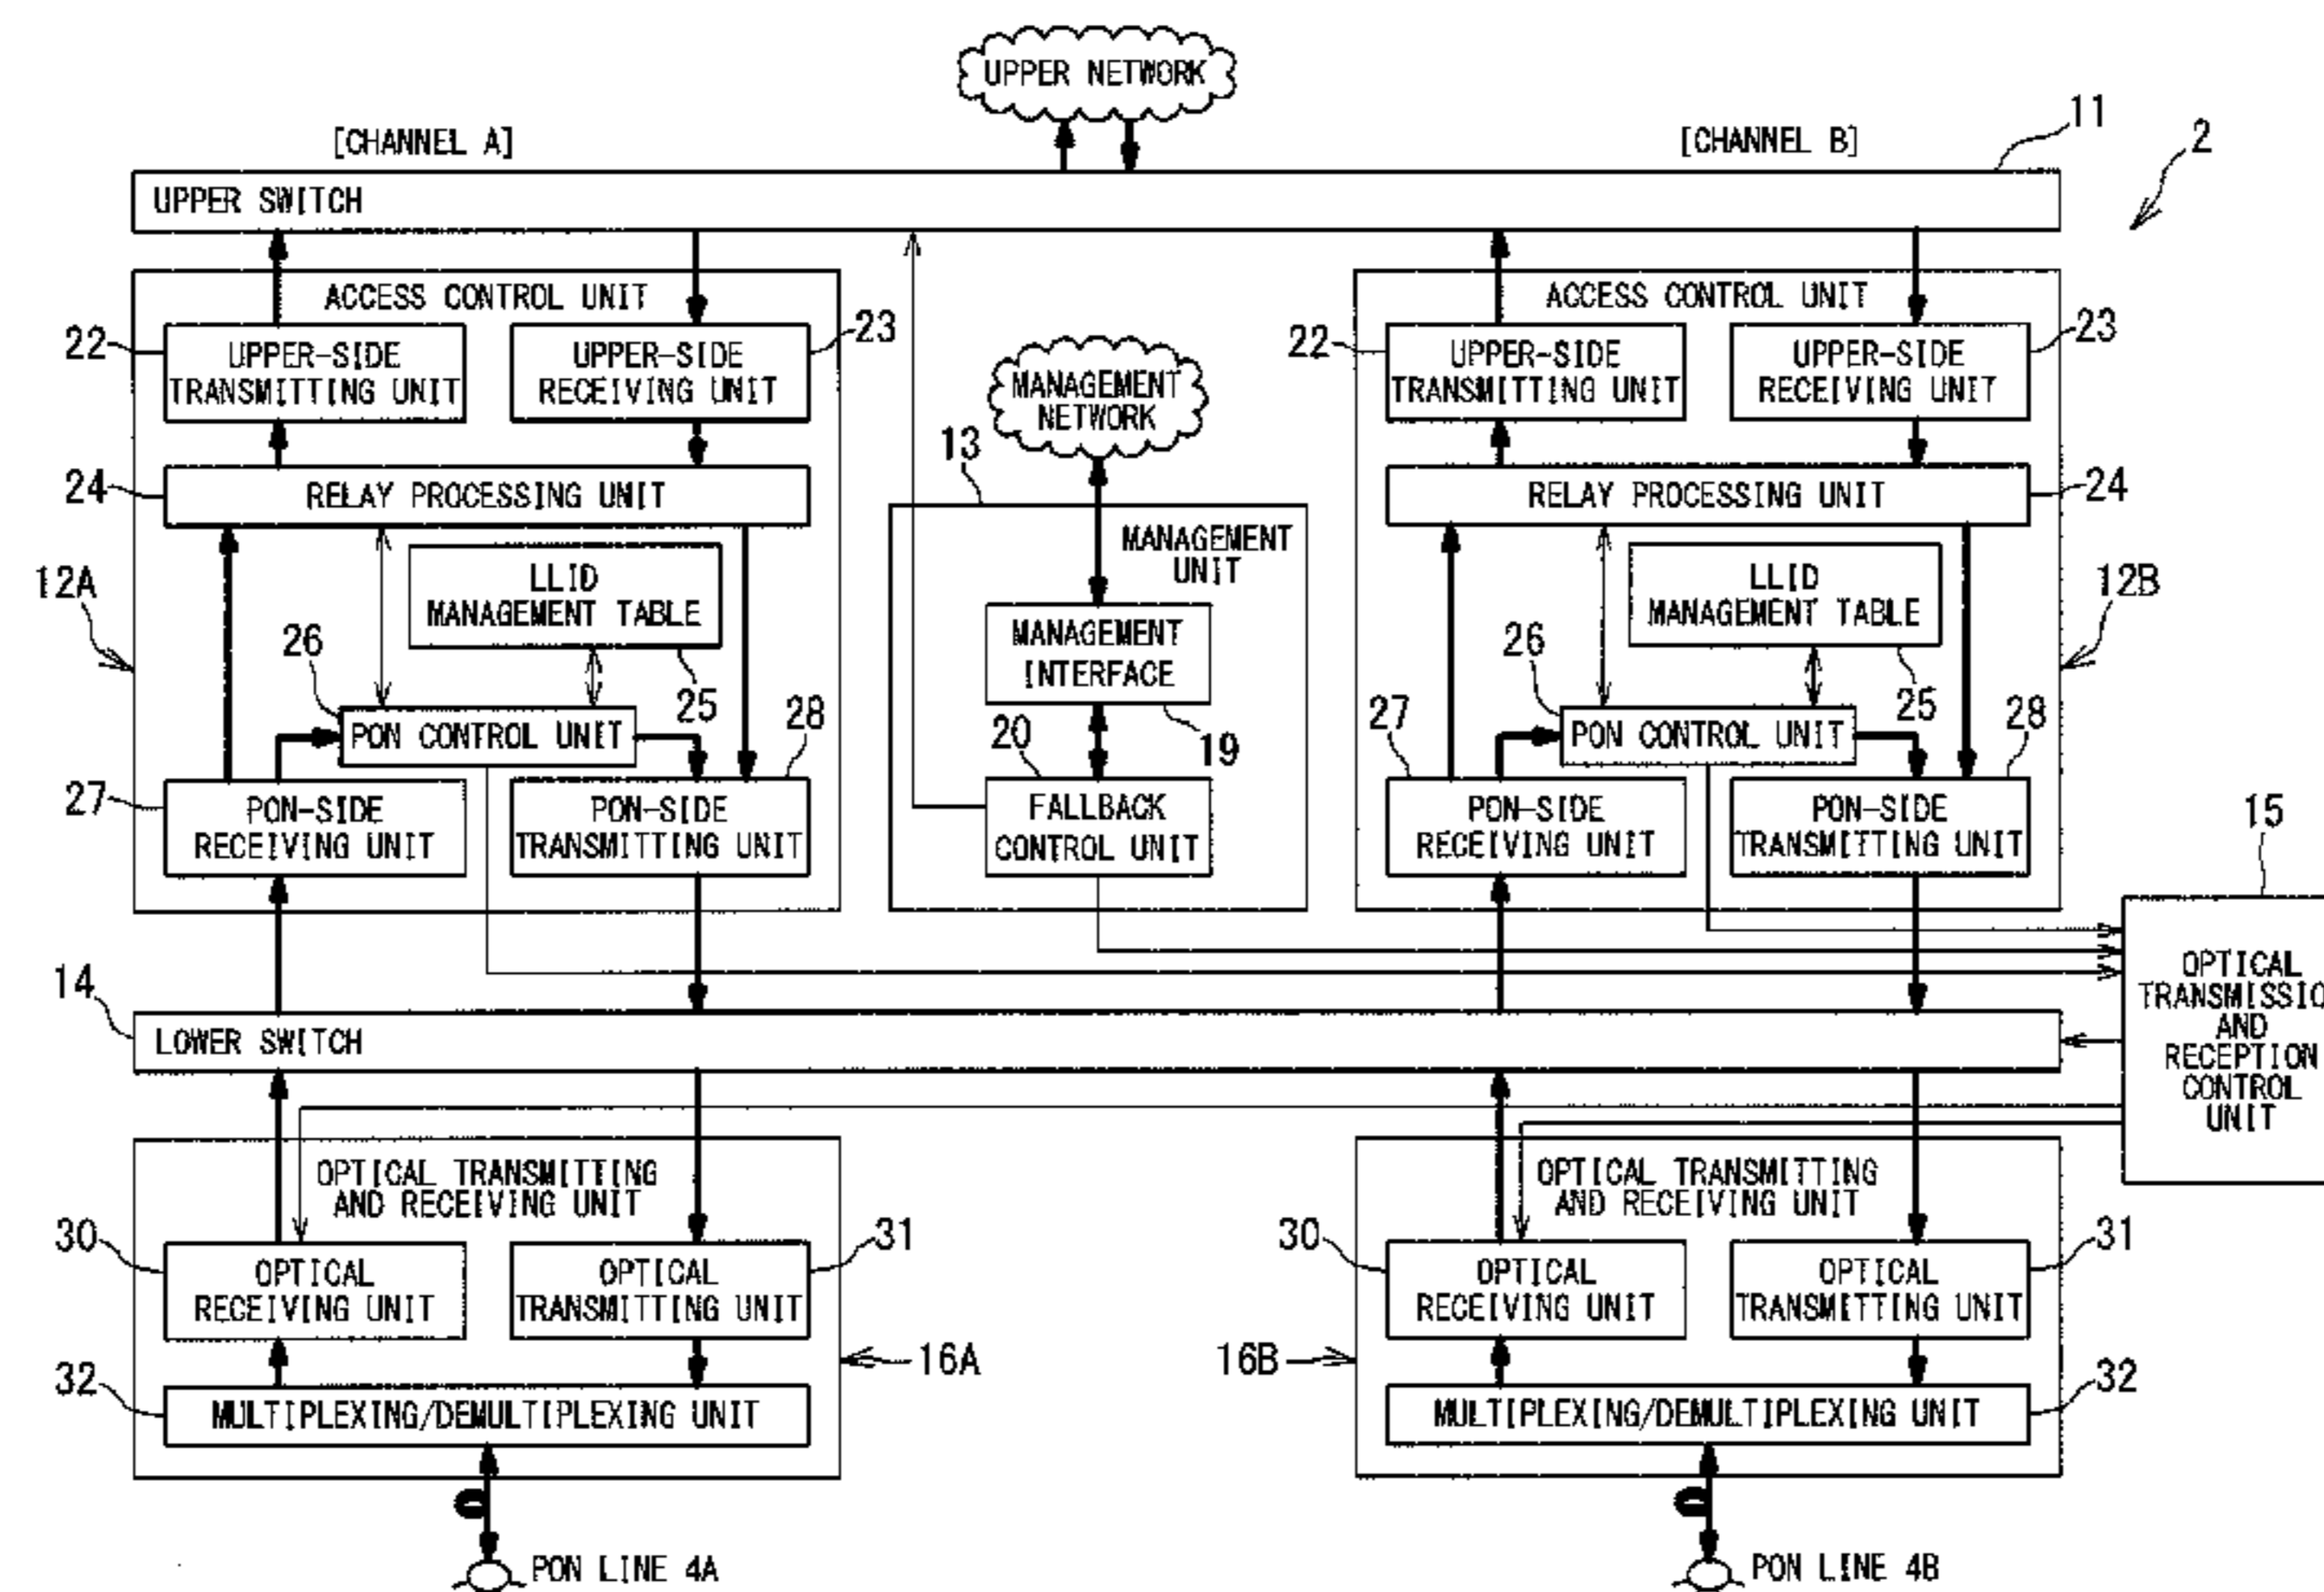 UPPER NETWORK
[CHANNEL A]
[CHANNEL B]
11
2
UPPER SWITCH
ACCESS CONTROL UNIT
22
UPPER-SIDE
TRANSMITTING UNIT
UPPER-SIDE
RECEIVING UNIT
23
24
RELAY PROCESSING UNIT
12A
LLID
MANAGEMENT TABLE
25
26
PON CONTROL UNIT
27
PON-SIDE
RECEIVING UNIT
28
PON-SIDE
TRANSMITTING UNIT
MANAGEMENT
NETWORK
13
MANAGEMENT
UNIT
MANAGEMENT
INTERFACE
19
20
FALLBACK
CONTROL UNIT
ACCESS CONTROL UNIT
22
UPPER-SIDE
TRANSMITTING UNIT
UPPER-SIDE
RECEIVING UNIT
23
RELAY PROCESSING UNIT
24
LLID
MANAGEMENT TABLE
12B
25
26
PON CONTROL UNIT
27
PON-SIDE
RECEIVING UNIT
28
PON-SIDE
TRANSMITTING UNIT
15
OPTICAL
TRANSMISSIO
AND
RECEPTION
CONTROL
UNIT
14
LOWER SWITCH
OPTICAL TRANSMITTING
AND RECEIVING UNIT
30
OPTICAL
RECEIVING UNIT
OPTICAL
TRANSMITTING UNIT
31
16A
32
MULTIPLEXING/DEMULTIPLEXING UNIT
PON LINE 4A
OPTICAL TRANSMITTING
AND RECEIVING UNIT
30
OPTICAL
RECEIVING UNIT
OPTICAL
TRANSMITTING UNIT
31
16B
MULTIPLEXING/DEMULTIPLEXING UNIT
32
PON LINE 4B